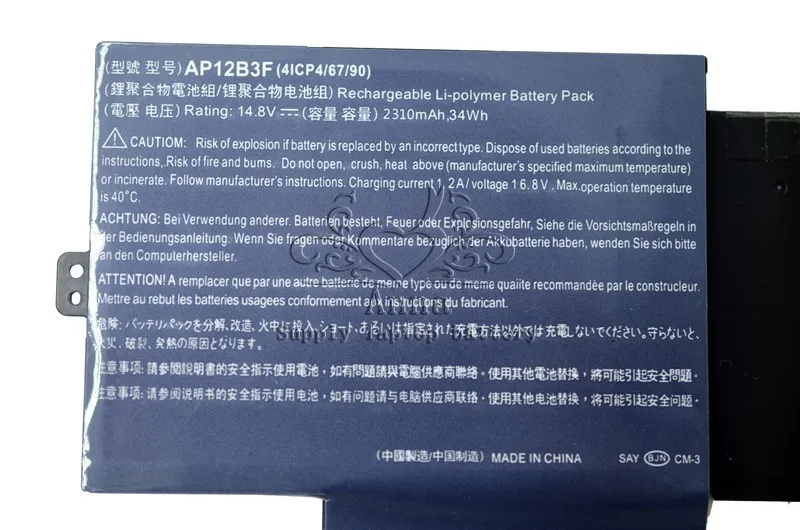 (型號 型号) AP12B3F (4ICP4/67/90)
(鋰聚合物電池組/锂聚合物电池组) Rechargeable Li-polymer Battery Pack
(電壓 电压) Rating: 14.8V⎓ (容量 容量) 2310mAh,34Wh
⚠ CAUTIOM: Risk of explosion if battery is replaced by an incorrect type. Dispose of used batteries according to the
instructions,.Risk of fire and bums. Do not open, crush, heat above (manufacturer's specified maximum temperature)
or incinerate. Follow manufacturer's instructions. Charging current 1. 2A / voltage 1 6. 8 V . Max.operation temperature
is 40°C.
ACHTUNG: Bei Verwendung anderer. Batterien besteht, Feuer oder Explosionsgefahr, Siehe die Vorsichtsmaßregeln in
der Bedienungsanleitung. Wenn Sie fragen oder Kommentare bezuglich der Akkubatterie haben, wenden Sie sich bitte
an den Computerhersteller.
ATTENTION! A remplacer que par une autre batterie de meme type ou de meme quaiite recommandée par le constructeur.
Mettre au rebut les batteries usagees conformement aux instructions du fabricant.
Anna
Supply Laptop Battery
危険: バッテリパックを分解、改造、火中に投入、ショート、あるいは指定された充電方法以外では充電しないでください。守らないと、
火災、破裂、発熱の原因となります。
注意事項: 請參閱說明書的安全指示使用電池，如有問題請與電腦供應商聯絡。使用其他電池替換，將可能引起安全問題.
注意事项: 请参阅说明书的安全指示使用电池，如有问题请与电脑供应商联络。使用其它电池替换，将可能引起安全问题.
(中國製造/中国制造) MADE IN CHINA SAY BJN CM-3